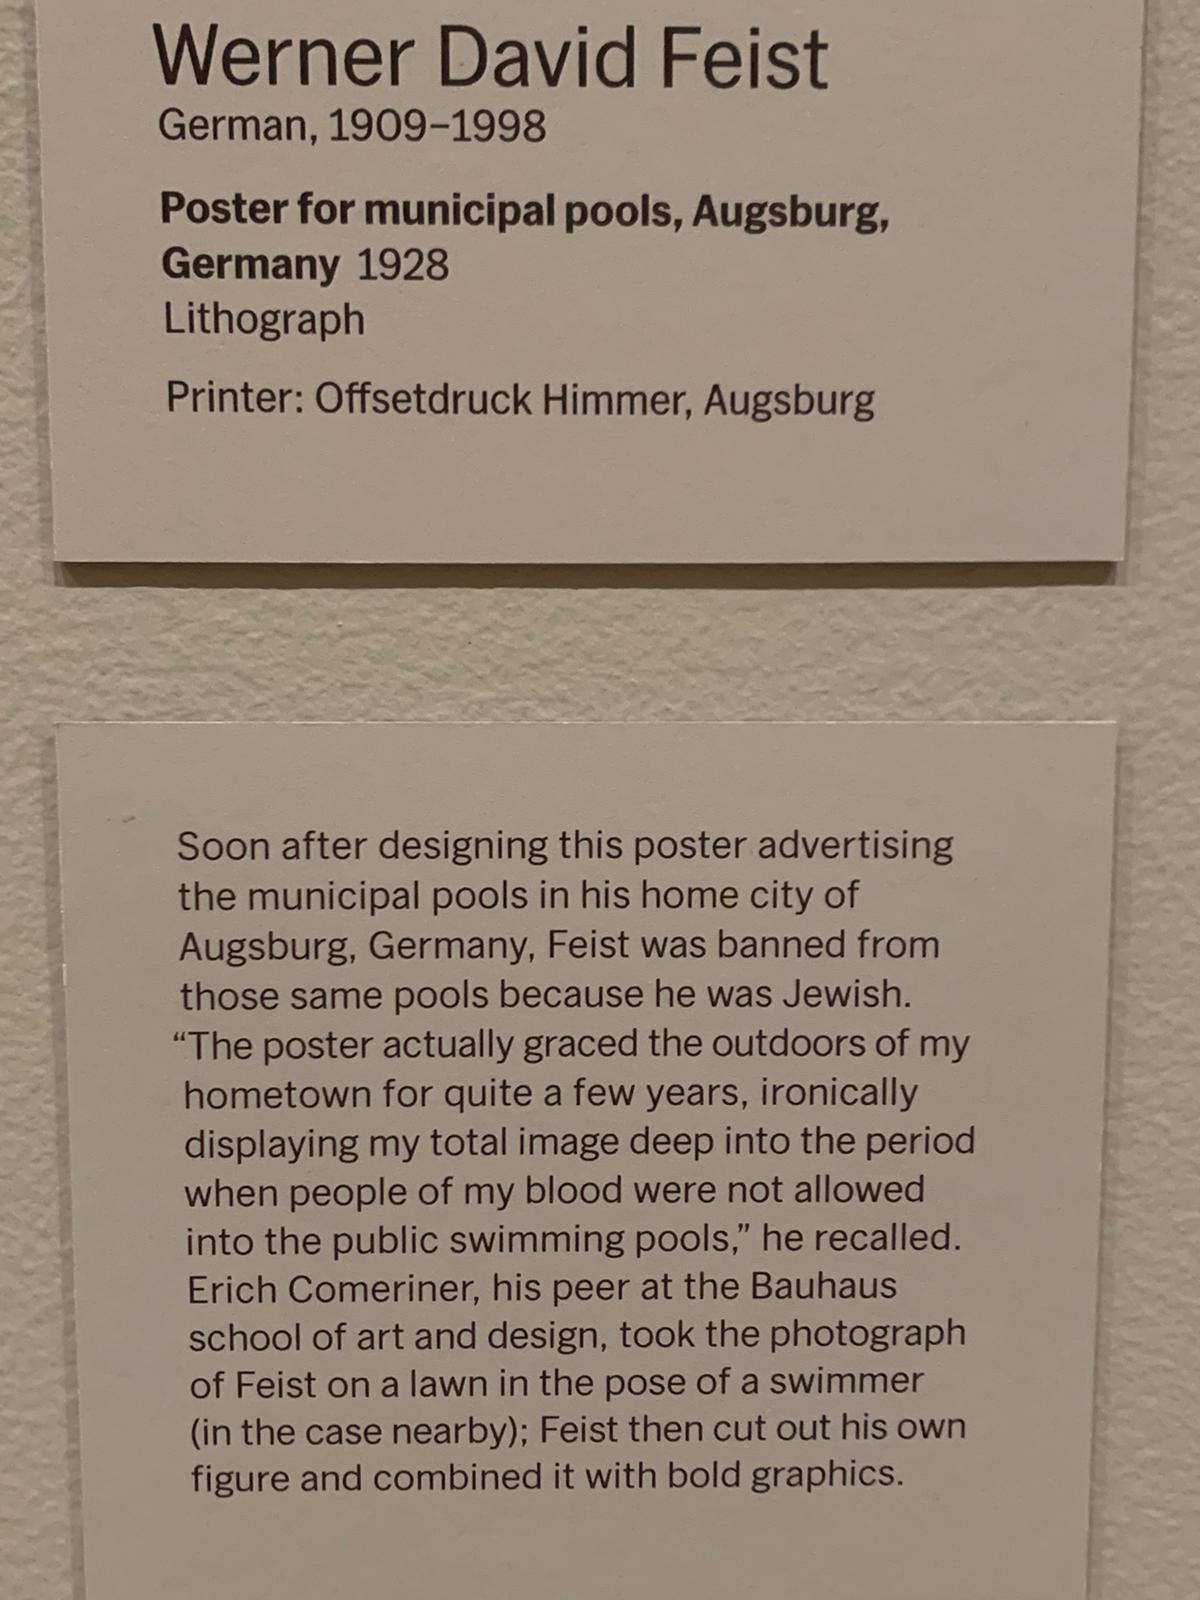 Werner David Feist
German, 1909–1998
Poster for municipal pools, Augsburg,
Germany 1928
Lithograph
Printer: Offsetdruck Himmer, Augsburg
Soon after designing this poster advertising
the municipal pools in his home city of
Augsburg, Germany, Feist was banned from
those same pools because he was Jewish.
“The poster actually graced the outdoors of my
hometown for quite a few years, ironically
displaying my total image deep into the period
when people of my blood were not allowed
into the public swimming pools,” he recalled.
Erich Comeriner, his peer at the Bauhaus
school of art and design, took the photograph
of Feist on a lawn in the pose of a swimmer
(in the case nearby); Feist then cut out his own
figure and combined it with bold graphics.